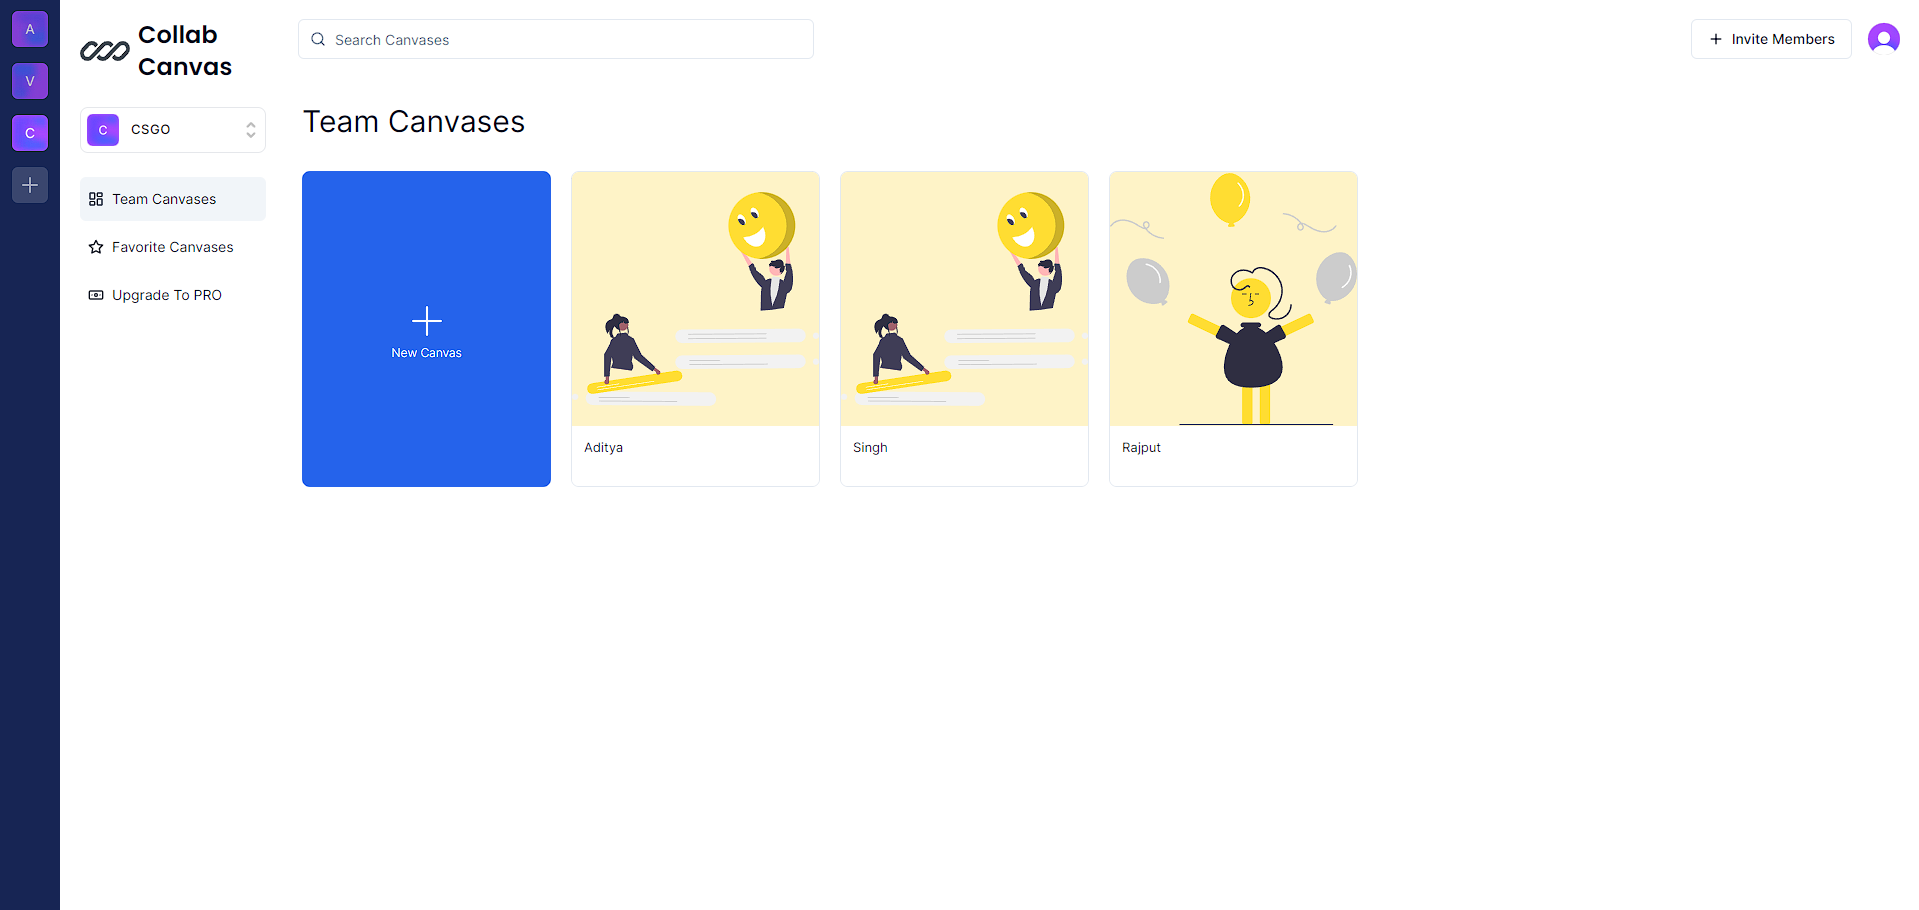 A
V
C
Collab
Canvas
C CSGO
Team Canvases
Favorite Canvases
Upgrade To PRO
Search Canvases
Invite Members
Team Canvases
New Canvas
Aditya
Singh
Rajput